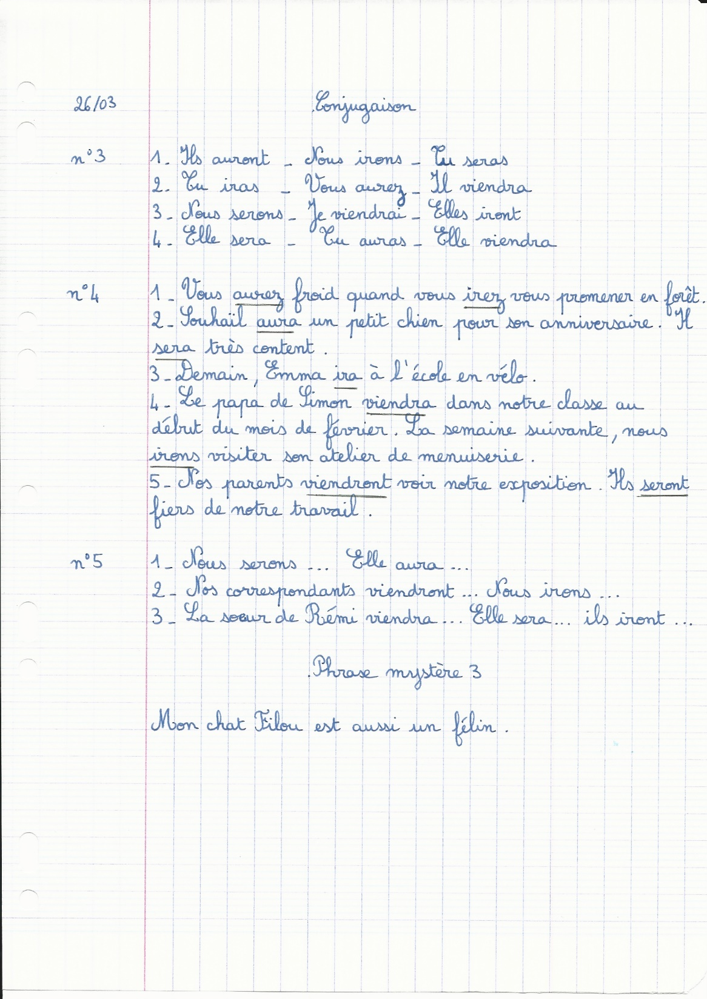 26/03 Conjugaison
n°3 1. Ils auront - Nous irons - Tu seras
2. Tu iras - Vous aurez - Il viendra
3 - Nous serons - Je viendrai - Elles iront
4 - Elle sera - Tu auras - Elle viendra
n°4 1 - Vous aurez froid quand vous irez vous promener en forêt.
2 - Souhaïl aura un petit chien pour son anniversaire. Il
sera très content.
3 - Demain, Emma ira à l'école en vélo.
4 - Le papa de Simon viendra dans notre classe au
début du mois de février. La semaine suivante, nous
irons visiter son atelier de menuiserie.
5 - Nos parents viendront voir notre exposition. Ils seront
fiers de notre travail.
n°5 1 - Nous serons ... Elle aura ...
2 - Nos correspondants viendront ... Nous irons ...
3 - La soeur de Rémi viendra ... Elle sera ... ils iront ...
Phrase mystère 3
Mon chat Filou est aussi un félin.